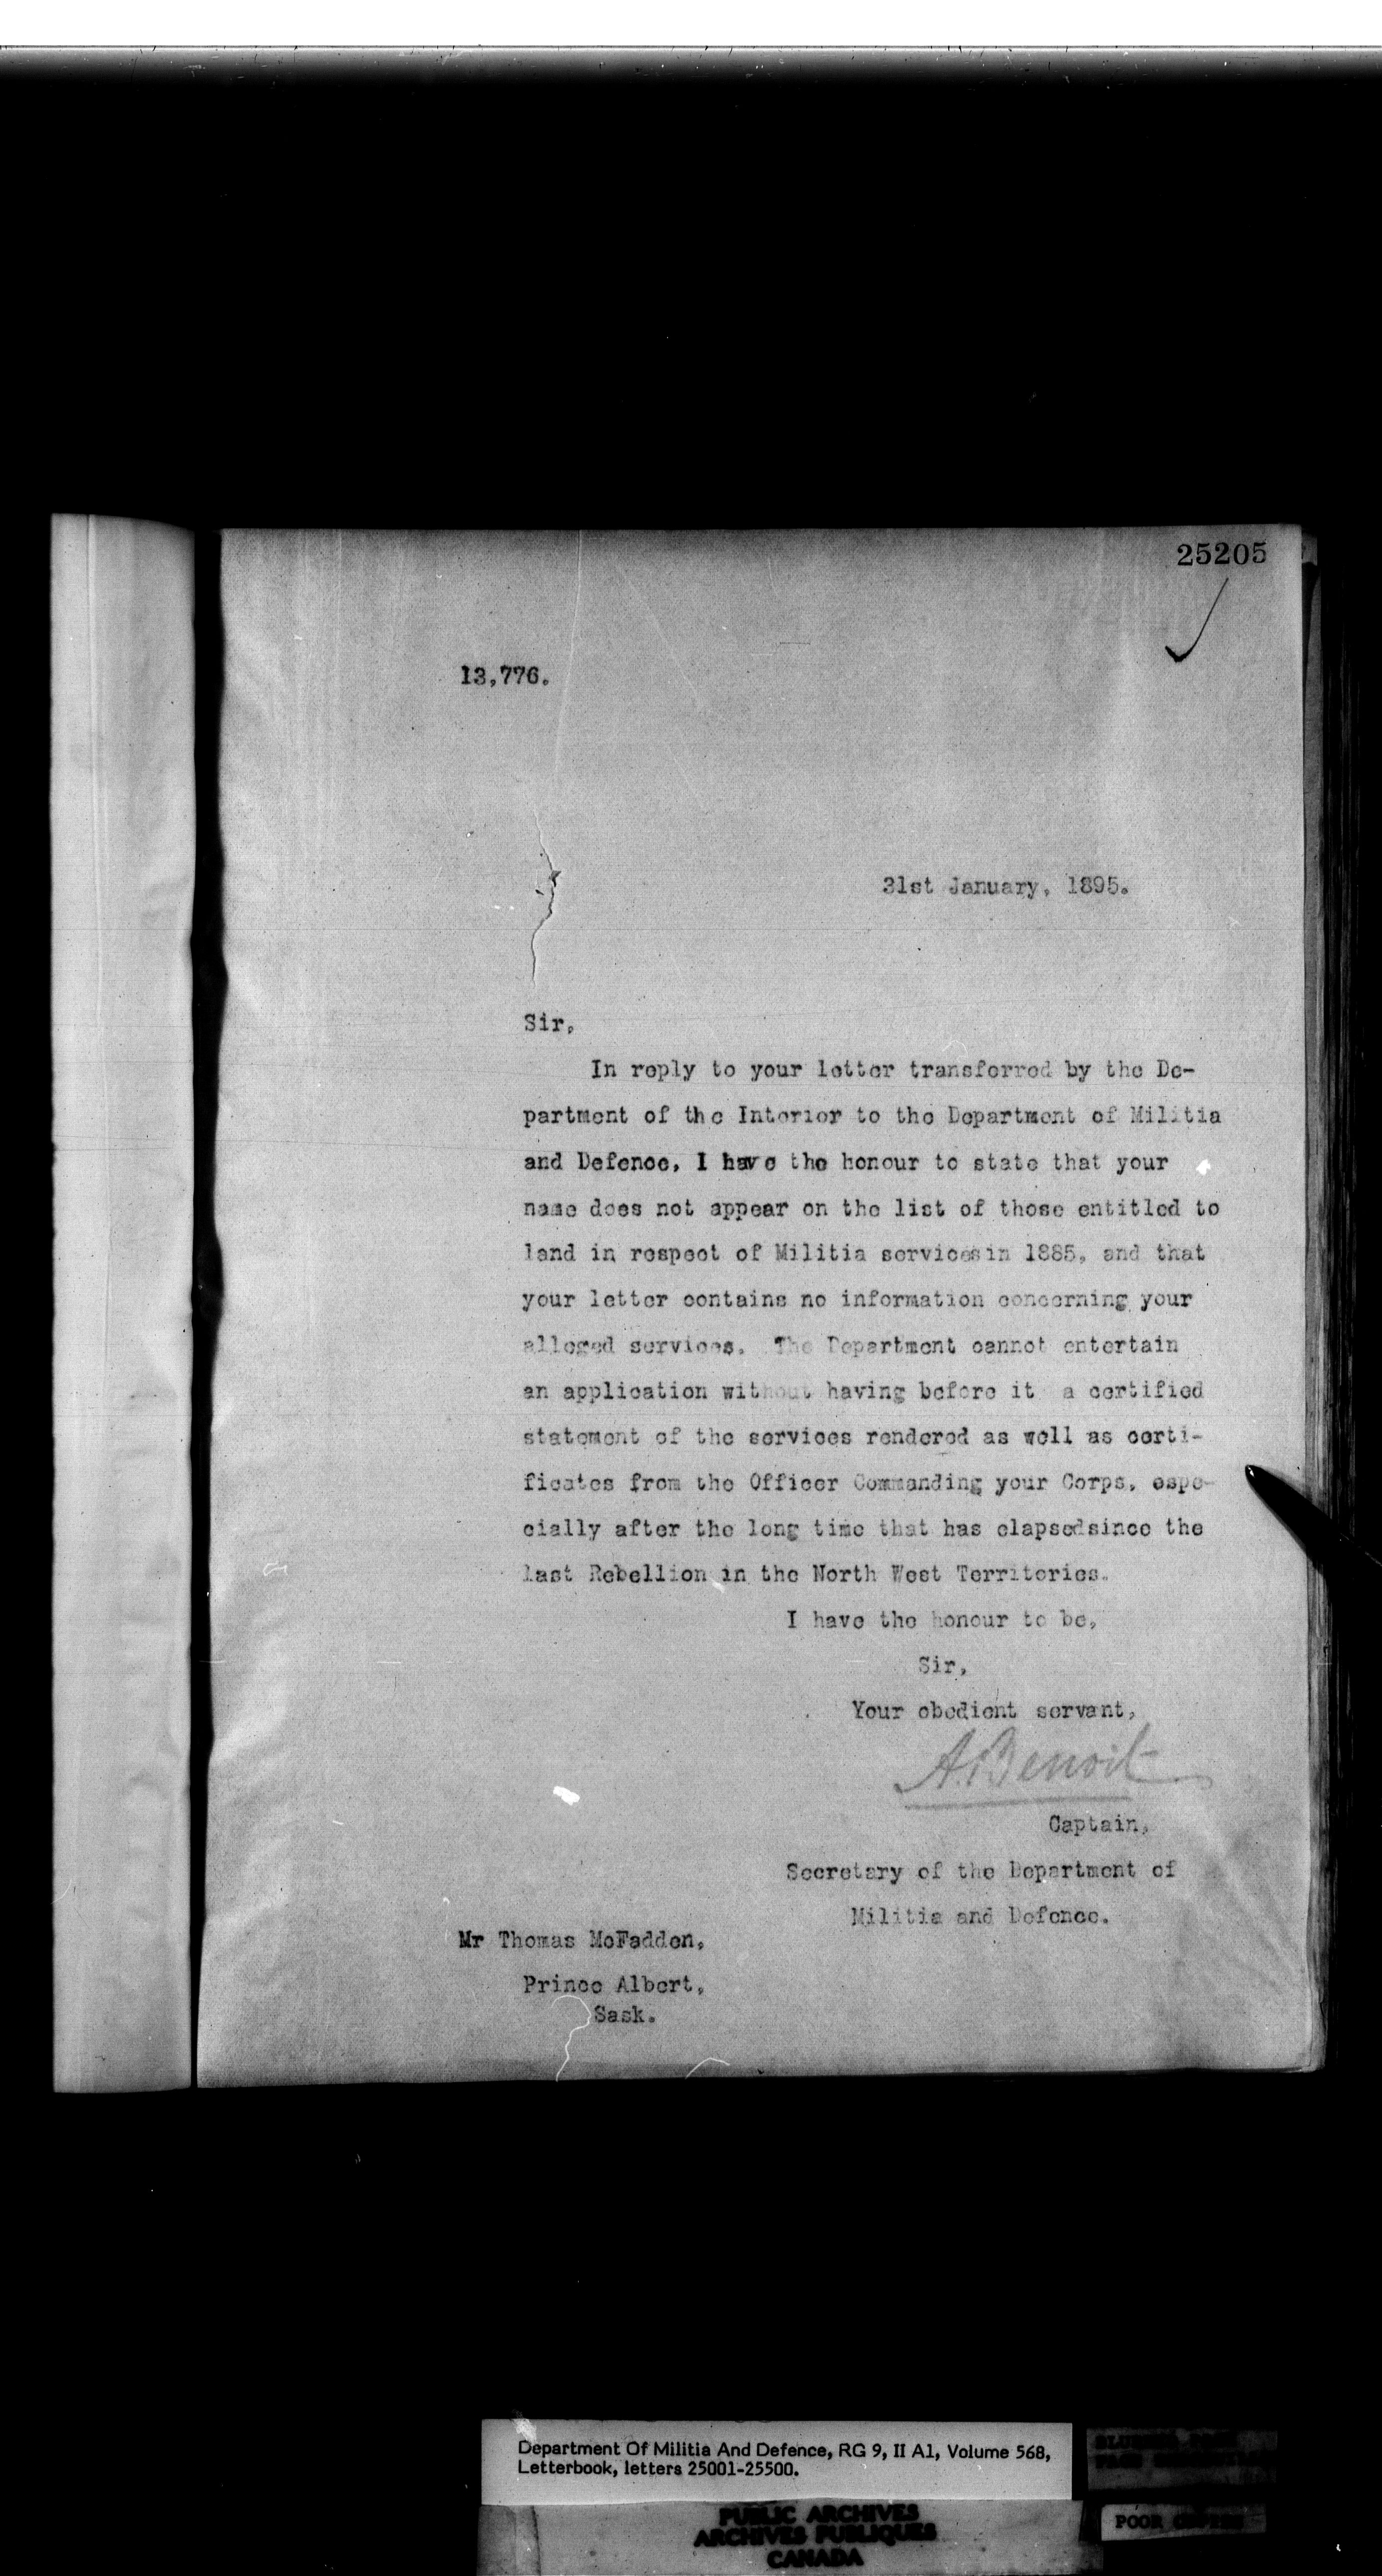 25205
13,776.
31st January, 1895.
Sir,
In reply to your letter transferred by the De-
partment of the Interior to the Department of Militia
and Defence, I have the honour to state that your
name does not appear on the list of those entitled to
land in respect of Militia servicesin 1885, and that
your letter contains no information concerning your
alleged services. The Department cannot entertain
an application without having before it a certified
statement of the services rendered as well as certi-
ficates from the Officer Commanding your Corps, espe-
cially after the long time that has elapsedsince the
last Rebellion in the North West Territories.
I have the honour to be,
Sir,
Your obedient servant,
A. Benoit
Captain,
Secretary of the Department of
Militia and Defence.
Mr Thomas McFadden,
Prince Albert,
Sask.
Department Of Militia And Defence, RG 9, II A1, Volume 568,
Letterbook, letters 25001-25500.
PUBLIC ARCHIVES
ARCHIVES PUBLIQUES
CANADA
POOR